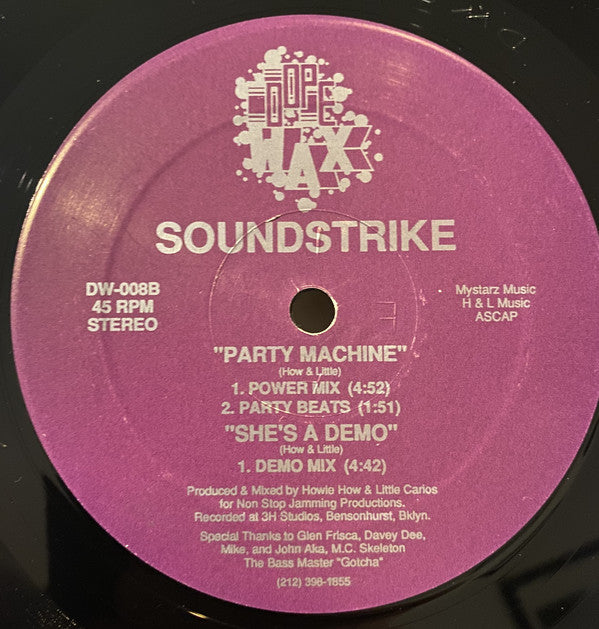 DOPE
WAX
SOUNDSTRIKE
DW-008B
45 RPM
STEREO
Mystarz Music
H & L Music
ASCAP
"PARTY MACHINE"
(How & Little)
1. POWER MIX (4:52)
2. PARTY BEATS (1:51)
"SHE'S A DEMO"
(How & Little)
1. DEMO MIX (4:42)
Produced & Mixed by Howie How & Little Carlos
for Non Stop Jamming Productions.
Recorded at 3H Studios, Bensonhurst, Bklyn.
Special Thanks to Glen Frisca, Davey Dee,
Mike, and John Aka, M.C. Skeleton
The Bass Master "Gotcha"
(212) 398-1855